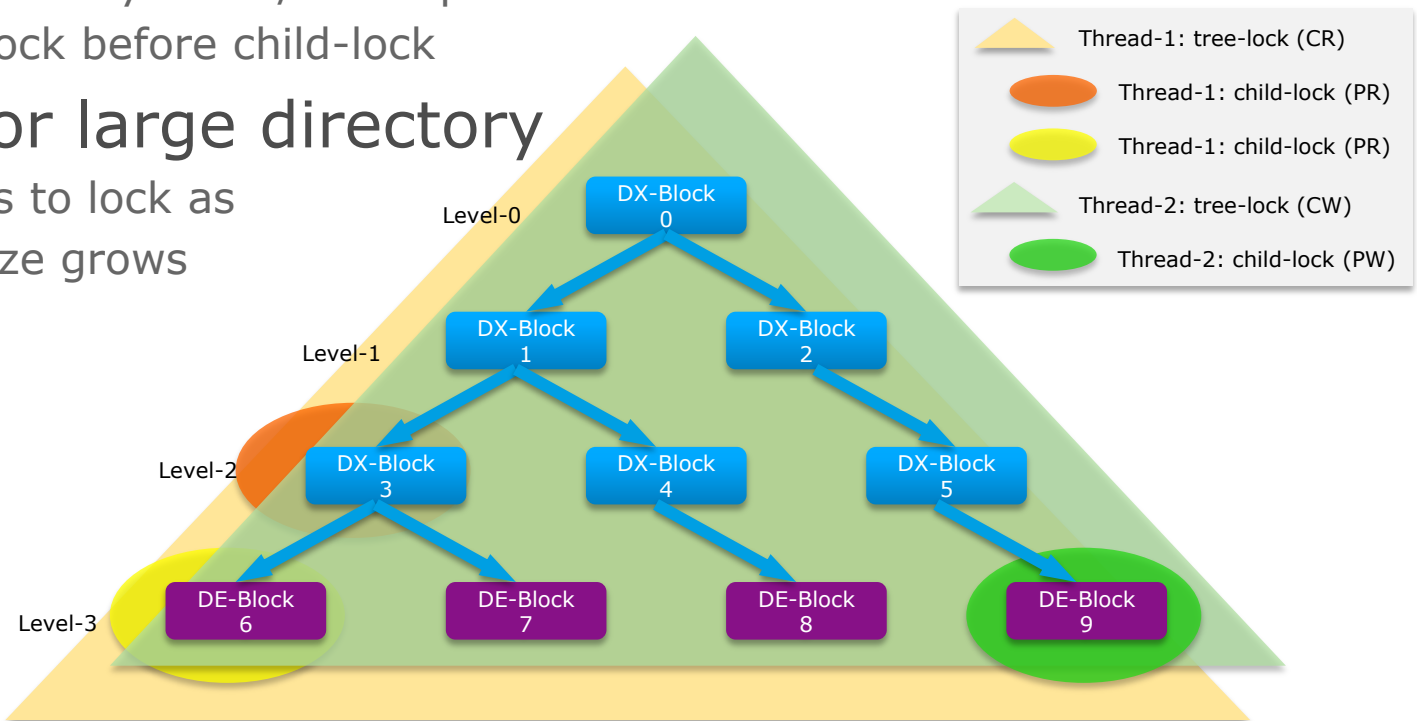 ock before child-lock
or large directory
s to lock as
ze grows
Thread-1: tree-lock (CR)
Thread-1: child-lock (PR)
Thread-1: child-lock (PR)
Thread-2: tree-lock (CW)
Thread-2: child-lock (PW)
Level-0
DX-Block
0
Level-1
DX-Block
1
DX-Block
2
Level-2
DX-Block
3
DX-Block
4
DX-Block
5
Level-3
DE-Block
6
DE-Block
7
DE-Block
8
DE-Block
9